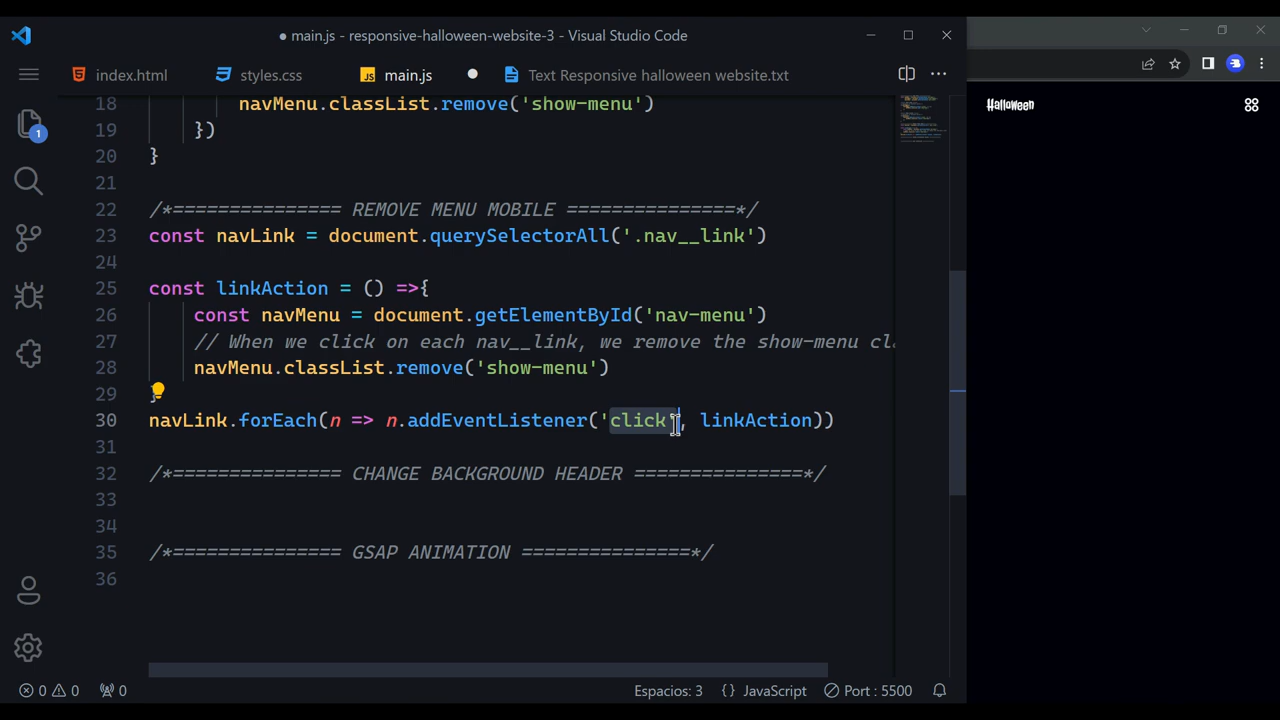 ● main.js - responsive-halloween-website-3 - Visual Studio Code
index.html
styles.css
JS main.js
Text Responsive halloween website.txt
18 navMenu.classList.remove('show-menu')
19 })
20 }
21
22 /*=============== REMOVE MENU MOBILE ===============*/
23 const navLink = document.querySelectorAll('.nav__link')
24
25 const linkAction = () =>{
26 const navMenu = document.getElementById('nav-menu')
27 // When we click on each nav__link, we remove the show-menu cla
28 navMenu.classList.remove('show-menu')
29 }
30 navLink.forEach(n => n.addEventListener('click', linkAction))
31
32 /*=============== CHANGE BACKGROUND HEADER ===============*/
33
34
35 /*=============== GSAP ANIMATION ===============*/
36
1
0 0 0
Espacios: 3 {} JavaScript Port : 5500
Halloween